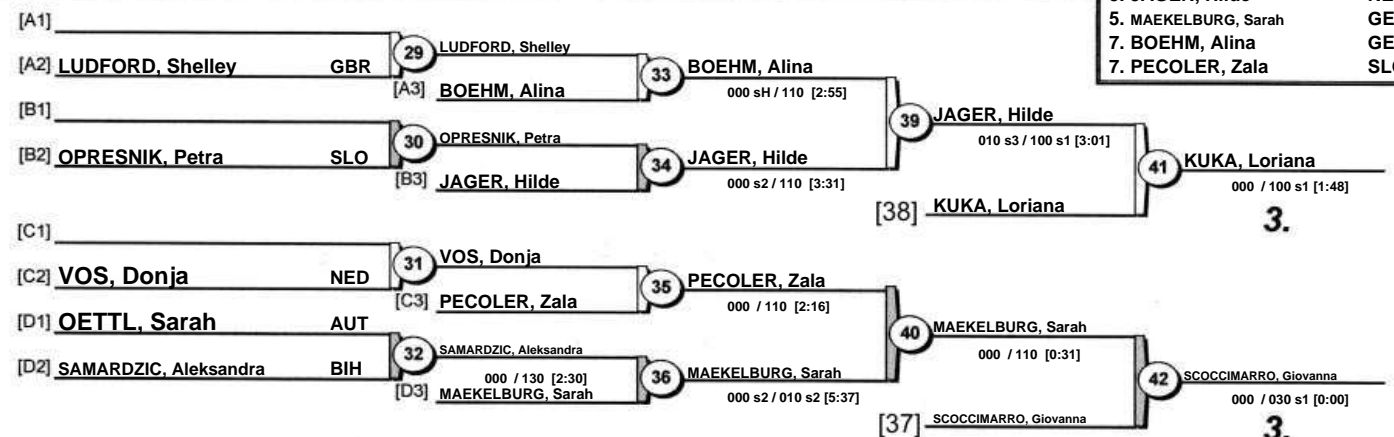 5. MAEKELBURG, Sarah GE
7. BOEHM, Alina GE
7. PECOLER, Zala SL
[A1]
[A2] LUDFORD, Shelley GBR
29 LUDFORD, Shelley
[A3] BOEHM, Alina
33 BOEHM, Alina
000 sH / 110 [2:55]
[B1]
[B2] OPRESNIK, Petra SLO
30 OPRESNIK, Petra
[B3] JAGER, Hilde
34 JAGER, Hilde
000 s2 / 110 [3:31]
39 JAGER, Hilde
010 s3 / 100 s1 [3:01]
[38] KUKA, Loriana
41 KUKA, Loriana
000 / 100 s1 [1:48]
3.
[C1]
[C2] VOS, Donja NED
31 VOS, Donja
[C3] PECOLER, Zala
35 PECOLER, Zala
000 / 110 [2:16]
[D1] OETTL, Sarah AUT
[D2] SAMARDZIC, Aleksandra BIH
32 SAMARDZIC, Aleksandra
000 / 130 [2:30]
[D3] MAEKELBURG, Sarah
36 MAEKELBURG, Sarah
000 s2 / 010 s2 [5:37]
40 MAEKELBURG, Sarah
000 / 110 [0:31]
[37] SCOCCIMARRO, Giovanna
42 SCOCCIMARRO, Giovanna
000 / 030 s1 [0:00]
3.